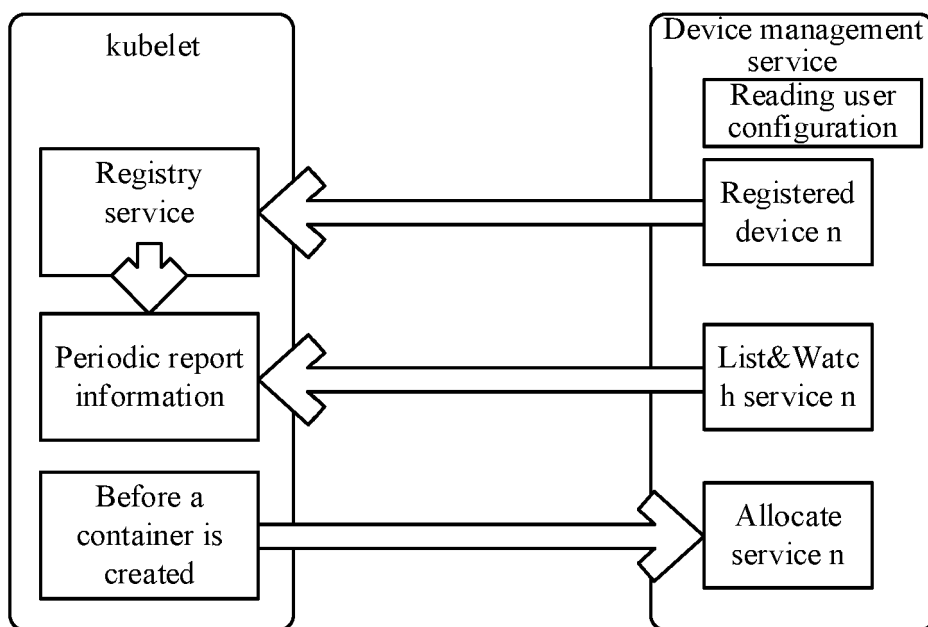 kubelet
Registry
service
Periodic report
information
Before a
container is
created
Device management
service
Reading user
configuration
Registered
device n
List&Watc
h service n
Allocate
service n